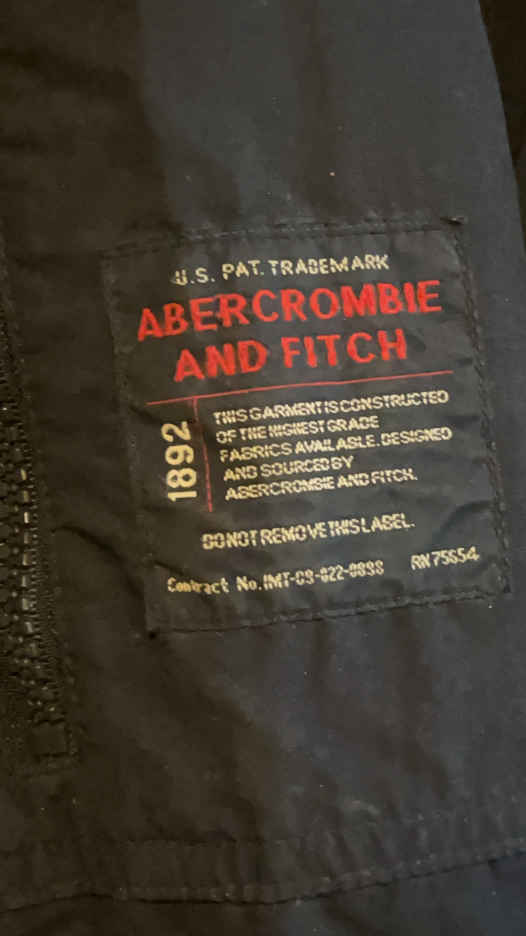 U.S. PAT. TRADEMARK
ABERCROMBIE
AND FITCH
1892
THIS GARMENT IS CONSTRUCTED
OF THE HIGHEST GRADE
FABRICS AVAILABLE. DESIGNED
AND SOURCED BY
ABERCROMBIE AND FITCH.
DO NOT REMOVE THIS LABEL.
Contract No. RN 75654